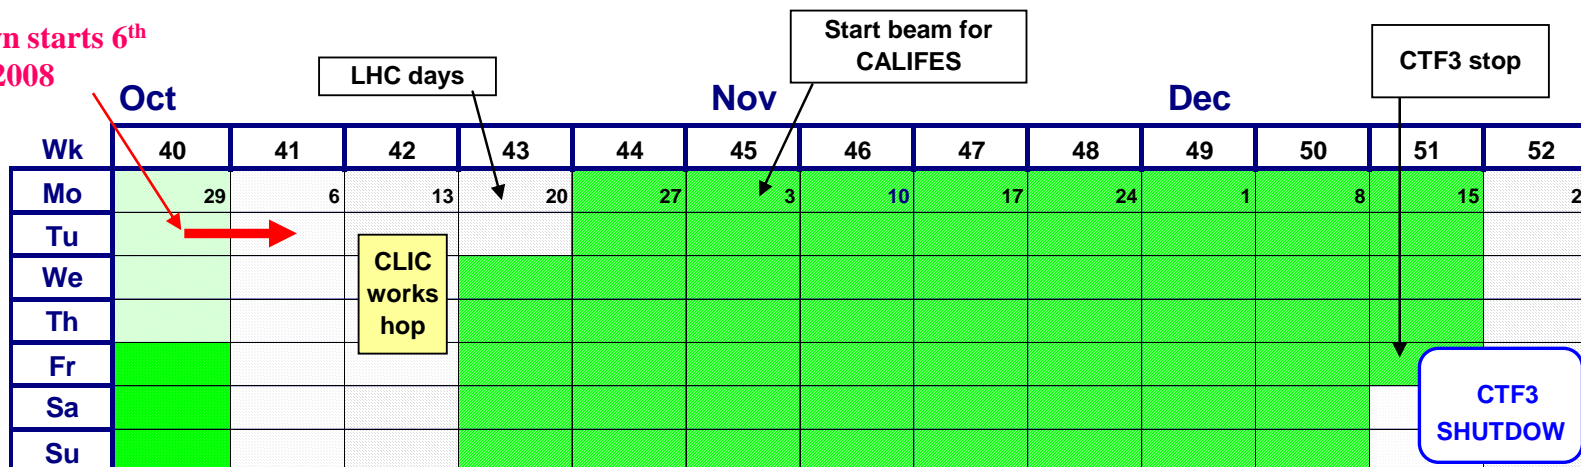 wn starts 6th
2008
LHC days
Start beam for
CALIFES
CTF3 stop
Oct Nov Dec
Wk 40 41 42 43 44 45 46 47 48 49 50 51 52
Mo 29 6 13 20 27 3 10 17 24 1 8 15 2
Tu
We
Th
Fr
Sa
Su
CLIC
works
hop
CTF3
SHUTDOW